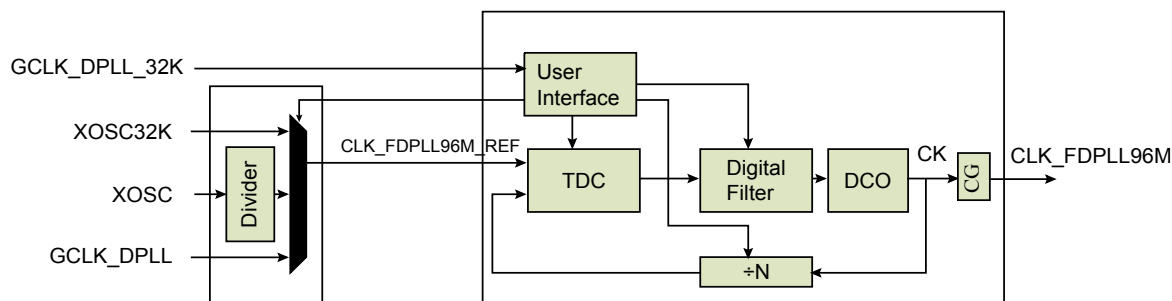 GCLK_DPLL_32K
User
Interface
XOSC32K
CLK_FDPLL96M_REF
XOSC
Divider
TDC
Digital
Filter
DCO
CK
CG
CLK_FDPLL96M
GCLK_DPLL
÷N